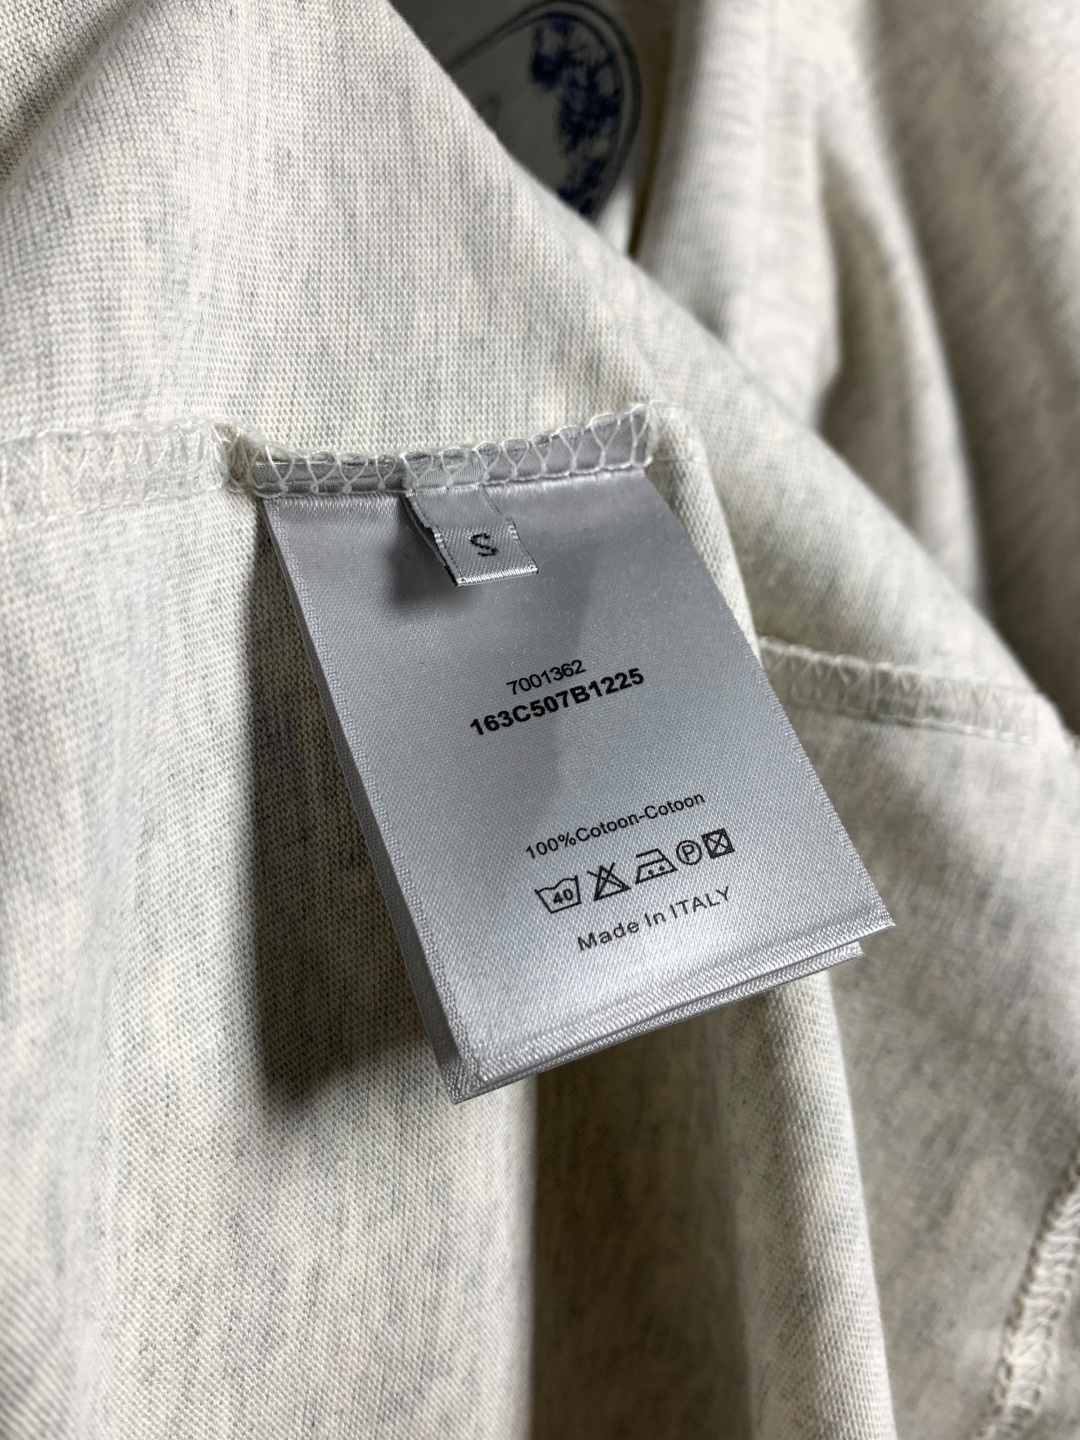 S
7001362
163C507B1225
100%Cotoon-Cotoon
40 P
Made In ITALY